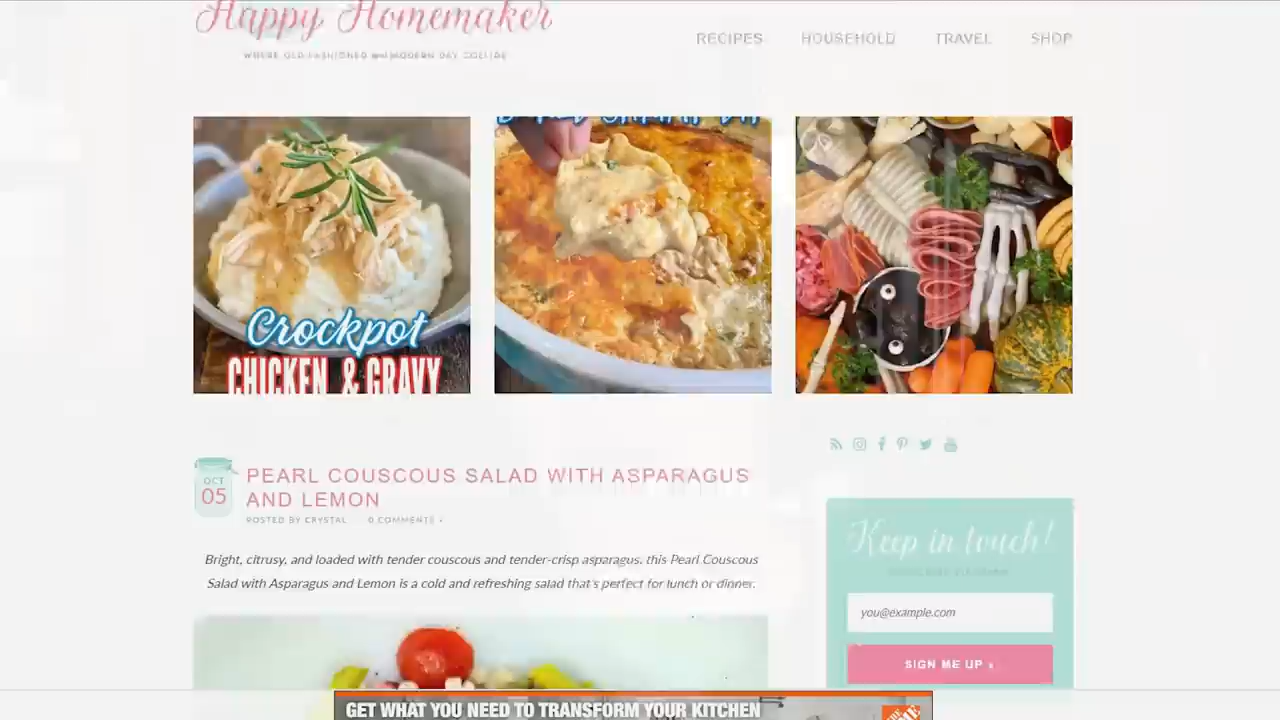 Happy Homemaker
WHERE OLD FASHIONED AND MODERN DAY COLLIDE
RECIPES HOUSEHOLD TRAVEL SHOP
Crockpot
CHICKEN & GRAVY
OCT
05
PEARL COUSCOUS SALAD WITH ASPARAGUS
AND LEMON
POSTED BY CRYSTAL 0 COMMENTS •
Bright, citrusy, and loaded with tender couscous and tender-crisp asparagus. this Pearl Couscous
Salad with Asparagus and Lemon is a cold and refreshing salad that's perfect for lunch or dinner.
Keep in touch!
you@example.com
SIGN ME UP »
GET WHAT YOU NEED TO TRANSFORM YOUR KITCHEN